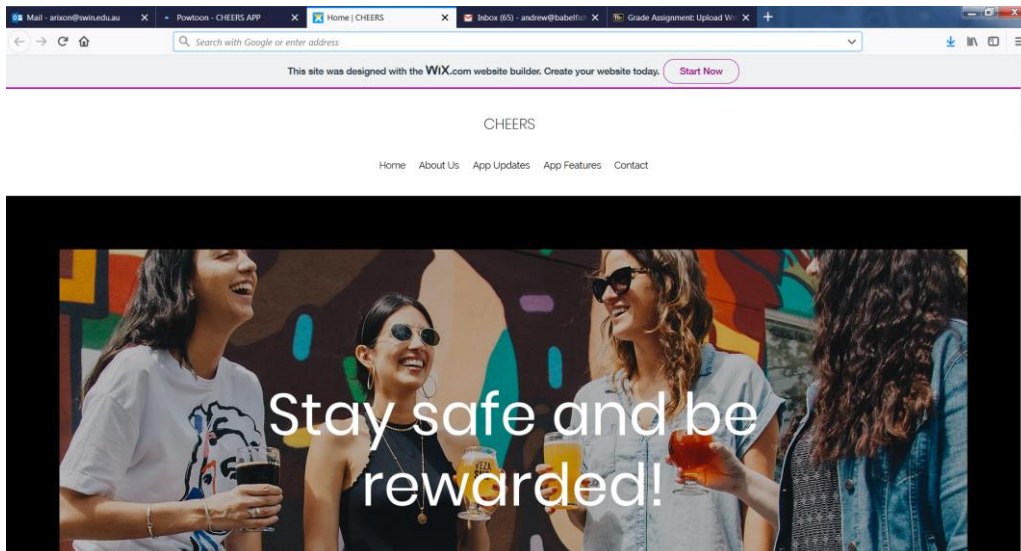 Mail - arixon@swin.edu.au
Powtoon - CHEERS APP
Home | CHEERS
Inbox (65) - andrew@babelfis
Grade Assignment: Upload
Search with Google or enter address
This site was designed with the WiX.com website builder. Create your website today. Start Now
CHEERS
Home About Us App Updates App Features Contact
Stay safe and be
rewarded!